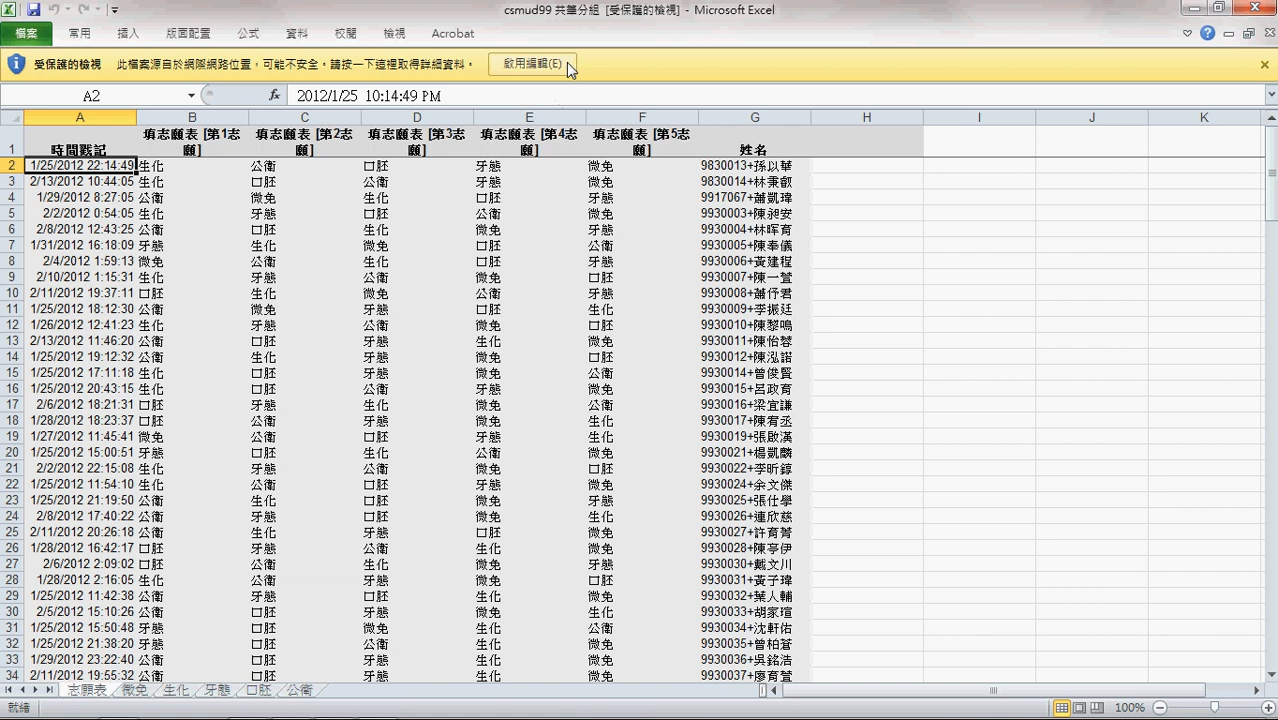 csmud99 共筆分組 [受保護的檢視] - Microsoft Excel
檔案 常用 插入 版面配置 公式 資料 校閱 檢視 Acrobat
受保護的檢視 此檔案源自於網際網路位置，可能不安全。請按一下這裡取得詳細資料。 啟用編輯(E)
A2 fx 2012/1/25 10:14:49 PM
A B C D E F G H I J K
1 時間戳記 填志願表 [第1志願] 填志願表 [第2志願] 填志願表 [第3志願] 填志願表 [第4志願] 填志願表 [第5志願] 姓名
2 1/25/2012 22:14:49 生化 公衛 口胚 牙態 微免 9830013+孫以華
3 2/13/2012 10:44:05 生化 口胚 公衛 牙態 微免 9830014+林秉叡
4 1/29/2012 8:27:05 公衛 微免 生化 口胚 牙態 9917067+蕭凱瑋
5 2/2/2012 0:54:05 生化 牙態 口胚 公衛 微免 9930003+陳昶安
6 2/8/2012 12:43:25 公衛 口胚 牙態 生化 微免 9930004+林暉育
7 1/31/2012 16:18:09 牙態 生化 微免 口胚 公衛 9930005+陳奉儀
8 2/4/2012 1:59:13 微免 公衛 生化 口胚 牙態 9930006+黃建程
9 2/10/2012 1:15:31 生化 牙態 公衛 微免 口胚 9930007+陳一萱
10 2/11/2012 19:37:11 口胚 生化 微免 公衛 牙態 9930008+蕭伃君
11 1/25/2012 18:12:30 公衛 微免 牙態 口胚 生化 9930009+李振廷
12 1/26/2012 12:41:23 生化 牙態 公衛 微免 口胚 9930010+陳黎鳴
13 2/13/2012 11:46:20 公衛 口胚 牙態 生化 微免 9930011+陳怡棽
14 1/25/2012 19:12:32 公衛 生化 牙態 微免 口胚 9930012+陳泓諧
15 1/25/2012 17:11:18 生化 口胚 牙態 微免 公衛 9930014+曾俊賢
16 1/25/2012 20:43:15 生化 口胚 公衛 牙態 微免 9930015+呂政育
17 2/6/2012 18:21:31 口胚 牙態 生化 微免 公衛 9930016+梁宜謙
18 1/28/2012 18:23:37 口胚 公衛 牙態 微免 生化 9930017+陳宥丞
19 1/27/2012 11:45:41 微免 公衛 口胚 牙態 生化 9930019+張啟漢
20 1/25/2012 15:00:51 牙態 口胚 生化 公衛 微免 9930021+楊凱麟
21 2/2/2012 22:15:08 生化 牙態 公衛 微免 口胚 9930022+李昕錞
22 1/25/2012 11:54:10 生化 公衛 口胚 微免 牙態 9930024+余文傑
23 1/25/2012 21:19:50 公衛 生化 口胚 微免 牙態 9930025+張仕學
24 2/8/2012 17:40:22 公衛 牙態 口胚 微免 生化 9930026+連欣慈
25 2/11/2012 20:26:18 公衛 生化 牙態 微免 口胚 9930027+許育菁
26 1/28/2012 16:42:17 口胚 牙態 公衛 生化 微免 9930028+陳亭伊
27 2/6/2012 2:09:02 口胚 公衛 生化 微免 牙態 9930030+戴文川
28 1/28/2012 2:16:05 生化 公衛 牙態 微免 口胚 9930031+黃子瑋
29 1/25/2012 11:42:38 公衛 口胚 牙態 生化 微免 9930032+葉人輔
30 2/5/2012 15:10:26 公衛 口胚 牙態 微免 生化 9930033+胡家瑄
31 1/25/2012 15:50:48 牙態 口胚 微免 生化 公衛 9930034+沈軒佑
32 1/25/2012 21:38:20 牙態 口胚 生化 公衛 微免 9930035+曾柏荃
33 1/29/2012 23:22:40 公衛 牙態 口胚 生化 微免 9930036+吳銘浩
34 2/11/2012 19:55:32 公衛 生化 牙態 口胚 微免 9930037+廖育萱
志願表 微免 生化 牙態 口胚 公衛
就緒 100%